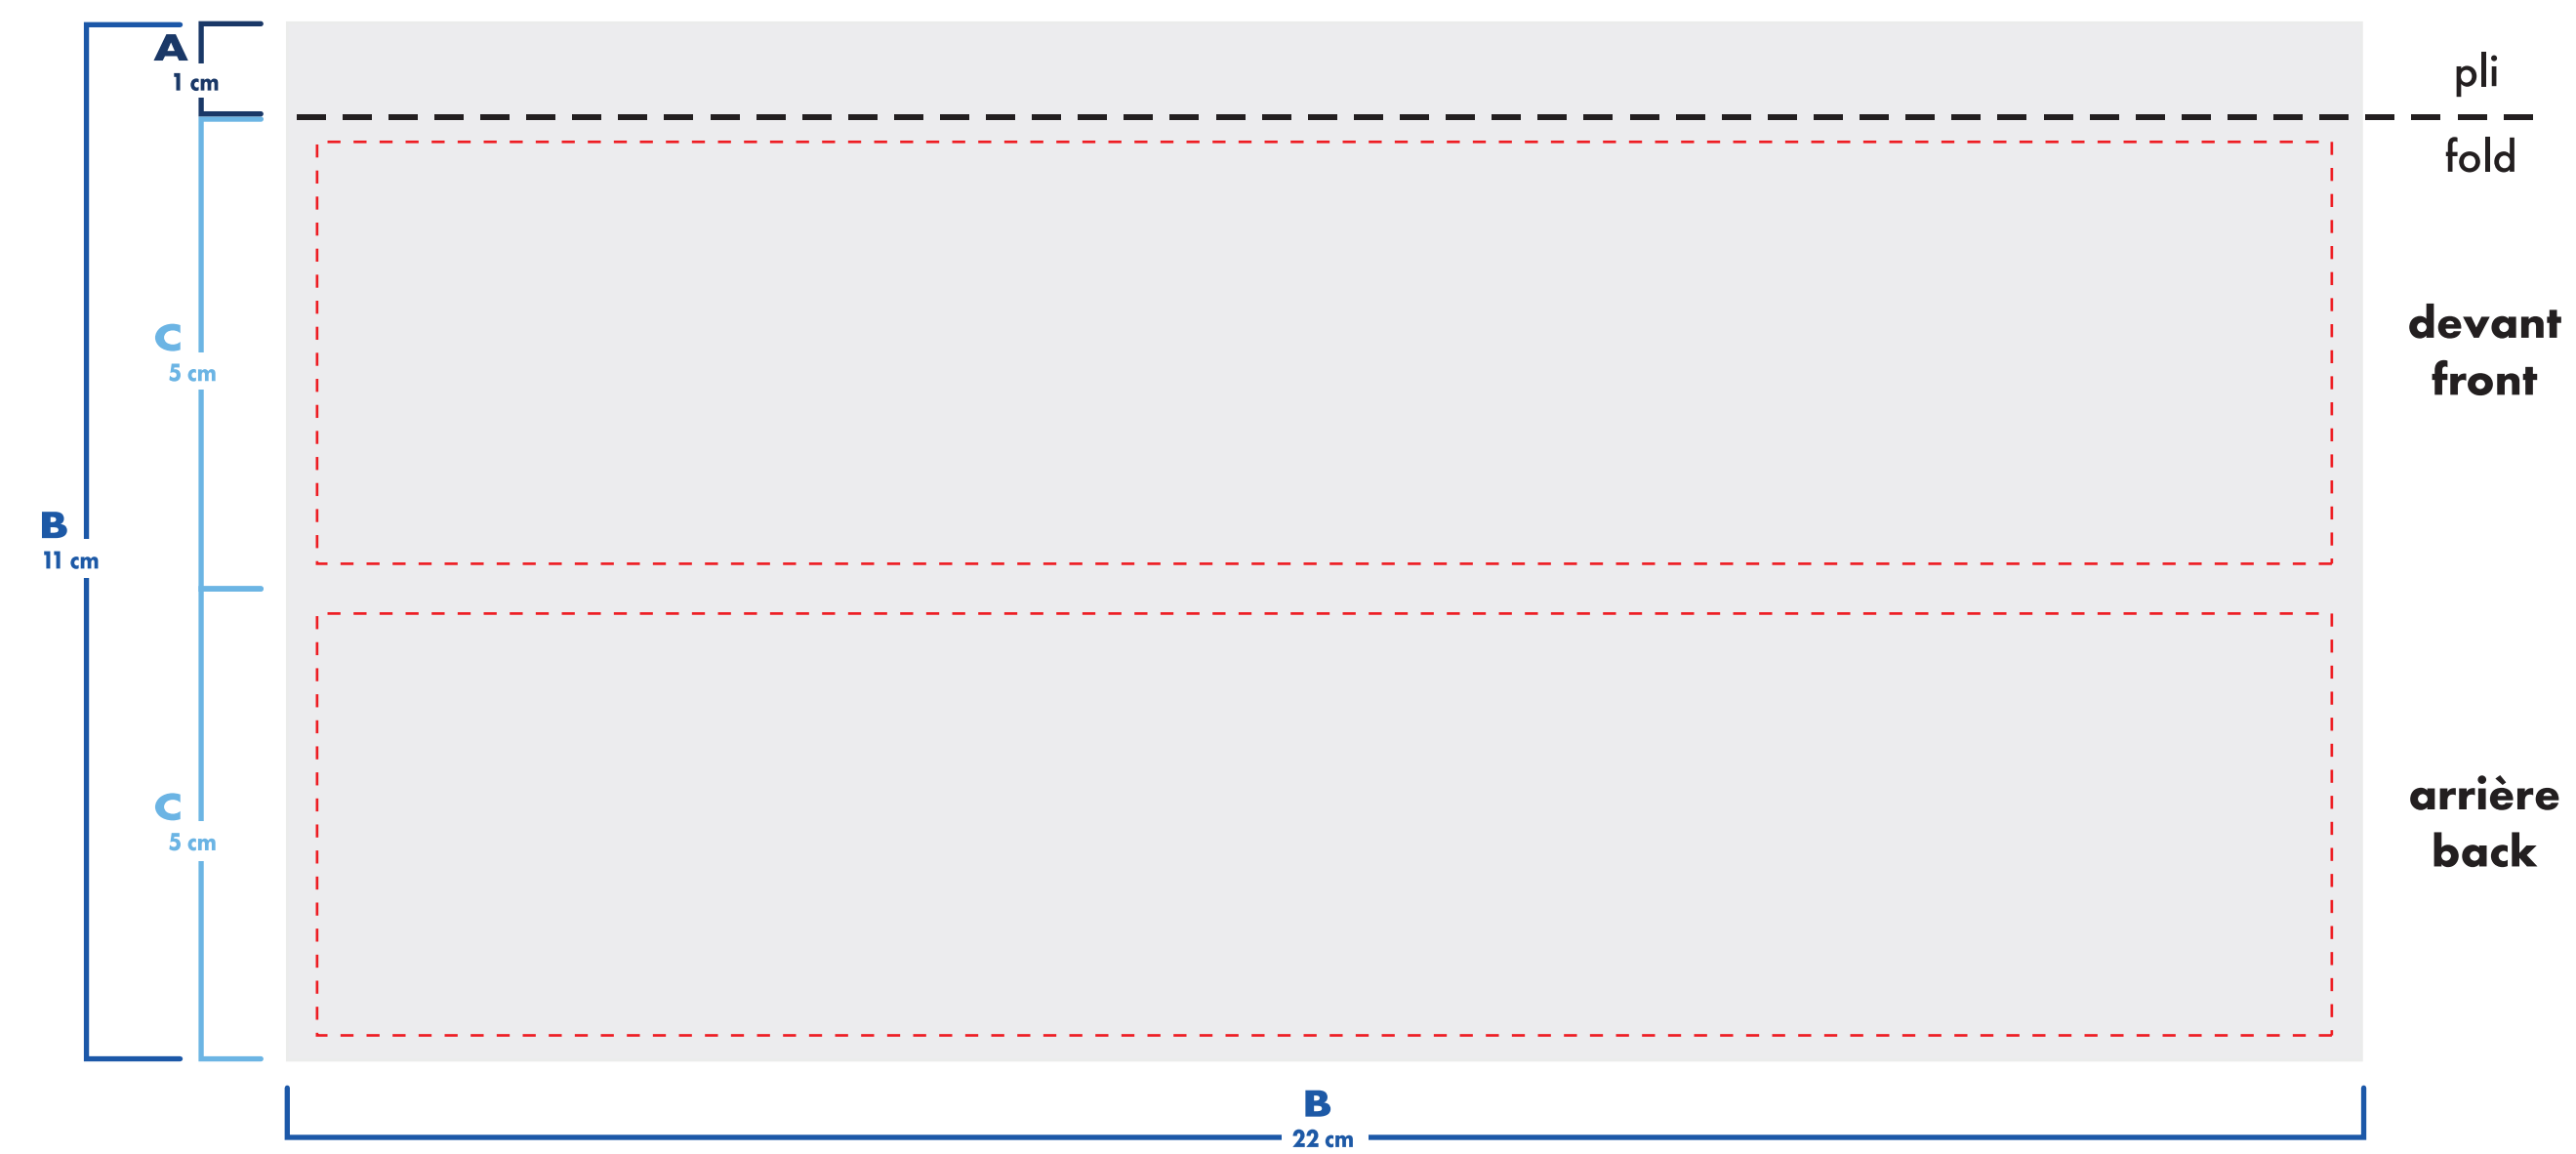 A
1 cm
pli
fold
C
5 cm
devant
front
B
11 cm
C
5 cm
arrière
back
B
22 cm